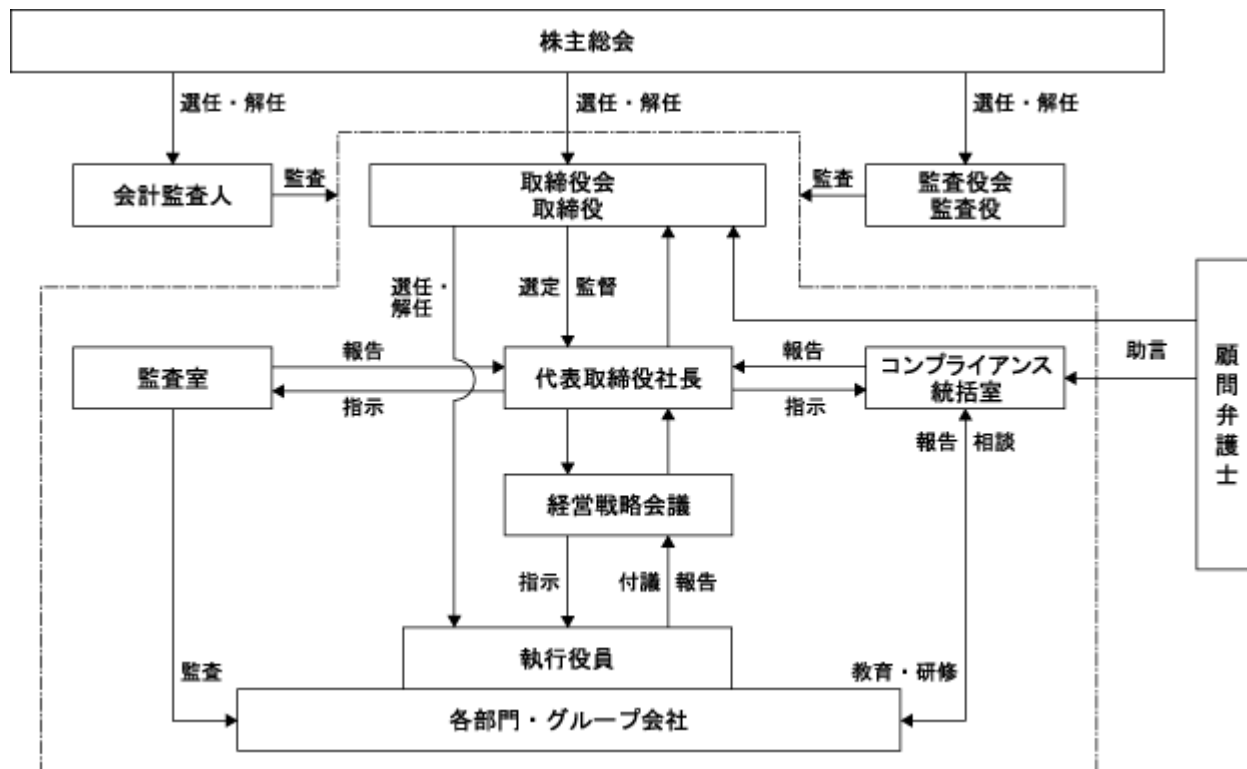 株主総会
選任・解任
選任・解任
選任・解任
会計監査人
監査
取締役会
取締役
監査
監査役会
監査役
選任・
解任
選定
監督
顧問弁護士
助言
監査室
報告
指示
代表取締役社長
報告
指示
コンプライアンス
統括室
報告
相談
経営戦略会議
指示
付議
報告
執行役員
監査
教育・研修
各部門・グループ会社